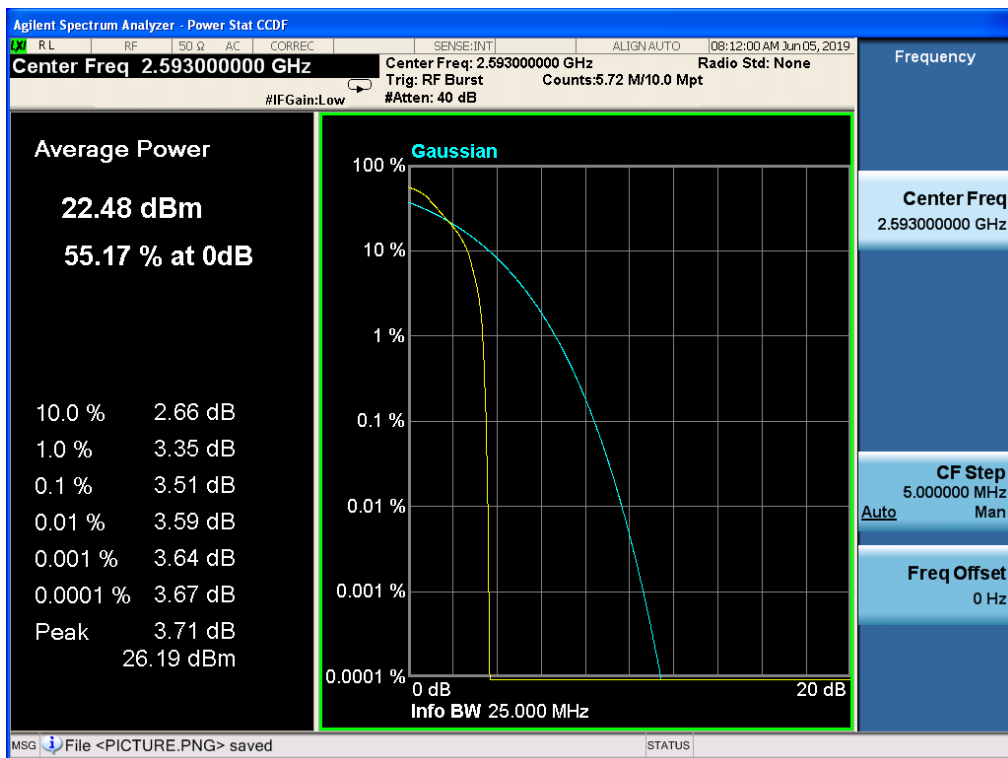 Agilent Spectrum Analyzer - Power Stat CCDF
LXI RL RF 50 Ω AC CORREC SENSE:INT ALIGN AUTO 08:12:00 AM Jun 05, 2019
Center Freq 2.593000000 GHz
Center Freq: 2.593000000 GHz Radio Std: None
Trig: RF Burst Counts:5.72 M/10.0 Mpt
#IFGain:Low #Atten: 40 dB
Average Power
22.48 dBm
55.17 % at 0dB
10.0 % 2.66 dB
1.0 % 3.35 dB
0.1 % 3.51 dB
0.01 % 3.59 dB
0.001 % 3.64 dB
0.0001 % 3.67 dB
Peak 3.71 dB
26.19 dBm
Gaussian
100 %
10 %
1 %
0.1 %
0.01 %
0.001 %
0.0001 %
0 dB 20 dB
Info BW 25.000 MHz
Frequency
Center Freq
2.593000000 GHz
CF Step
5.000000 MHz
Auto Man
Freq Offset
0 Hz
MSG File <PICTURE.PNG> saved STATUS